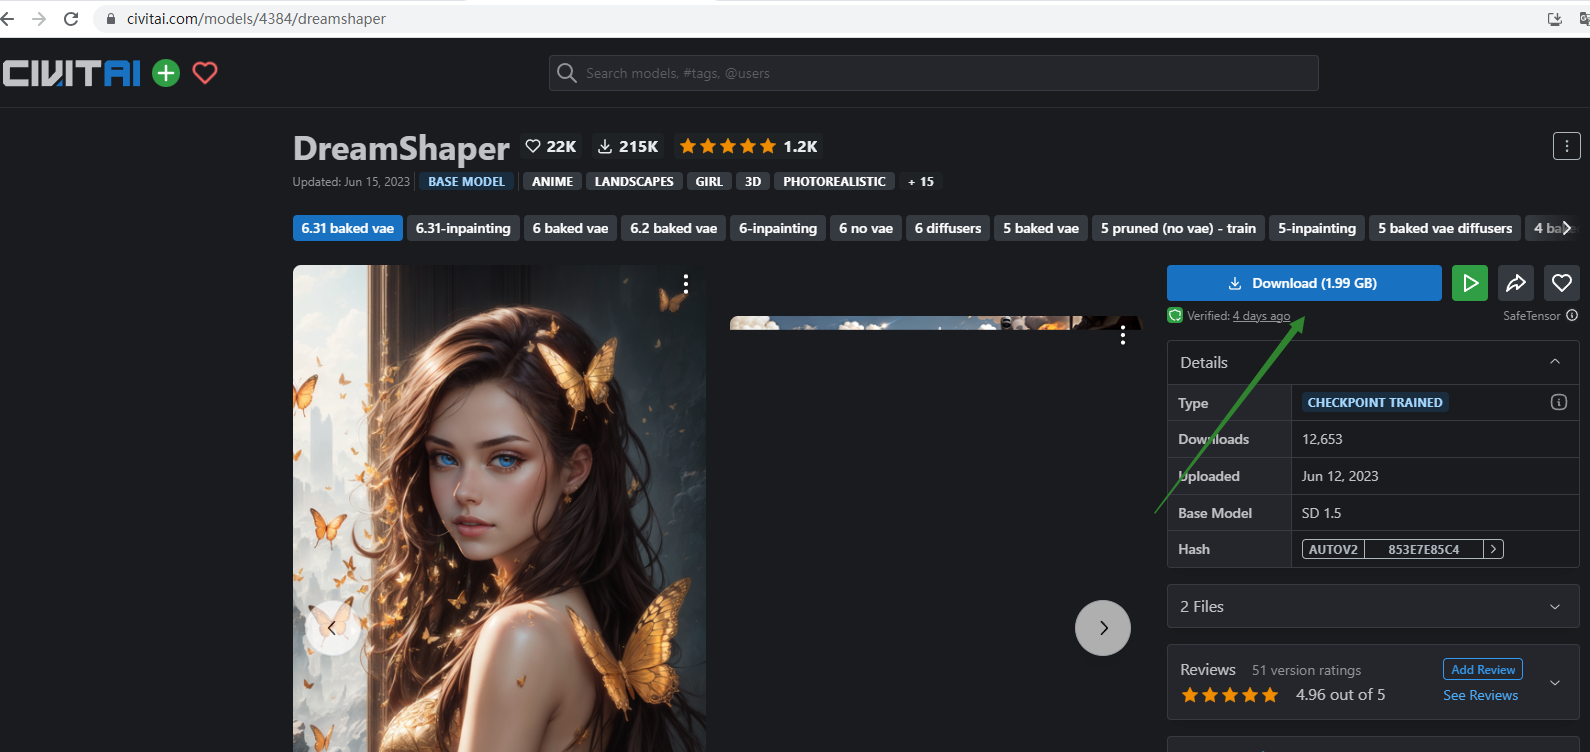 civitai.com/models/4384/dreamshaper
CIVITAI
Search models, #tags, @users
DreamShaper 22K 215K 1.2K
Updated: Jun 15, 2023 BASE MODEL ANIME LANDSCAPES GIRL 3D PHOTOREALISTIC + 15
6.31 baked vae 6.31-inpainting 6 baked vae 6.2 baked vae 6-inpainting 6 no vae 6 diffusers 5 baked vae 5 pruned (no vae) - train 5-inpainting 5 baked vae diffusers 4
Download (1.99 GB)
Verified: 4 days ago SafeTensor
Details
Type CHECKPOINT TRAINED
Downloads 12,653
Uploaded Jun 12, 2023
Base Model SD 1.5
Hash AUTOV2 853E7E85C4
2 Files
Reviews 51 version ratings Add Review
4.96 out of 5 See Reviews